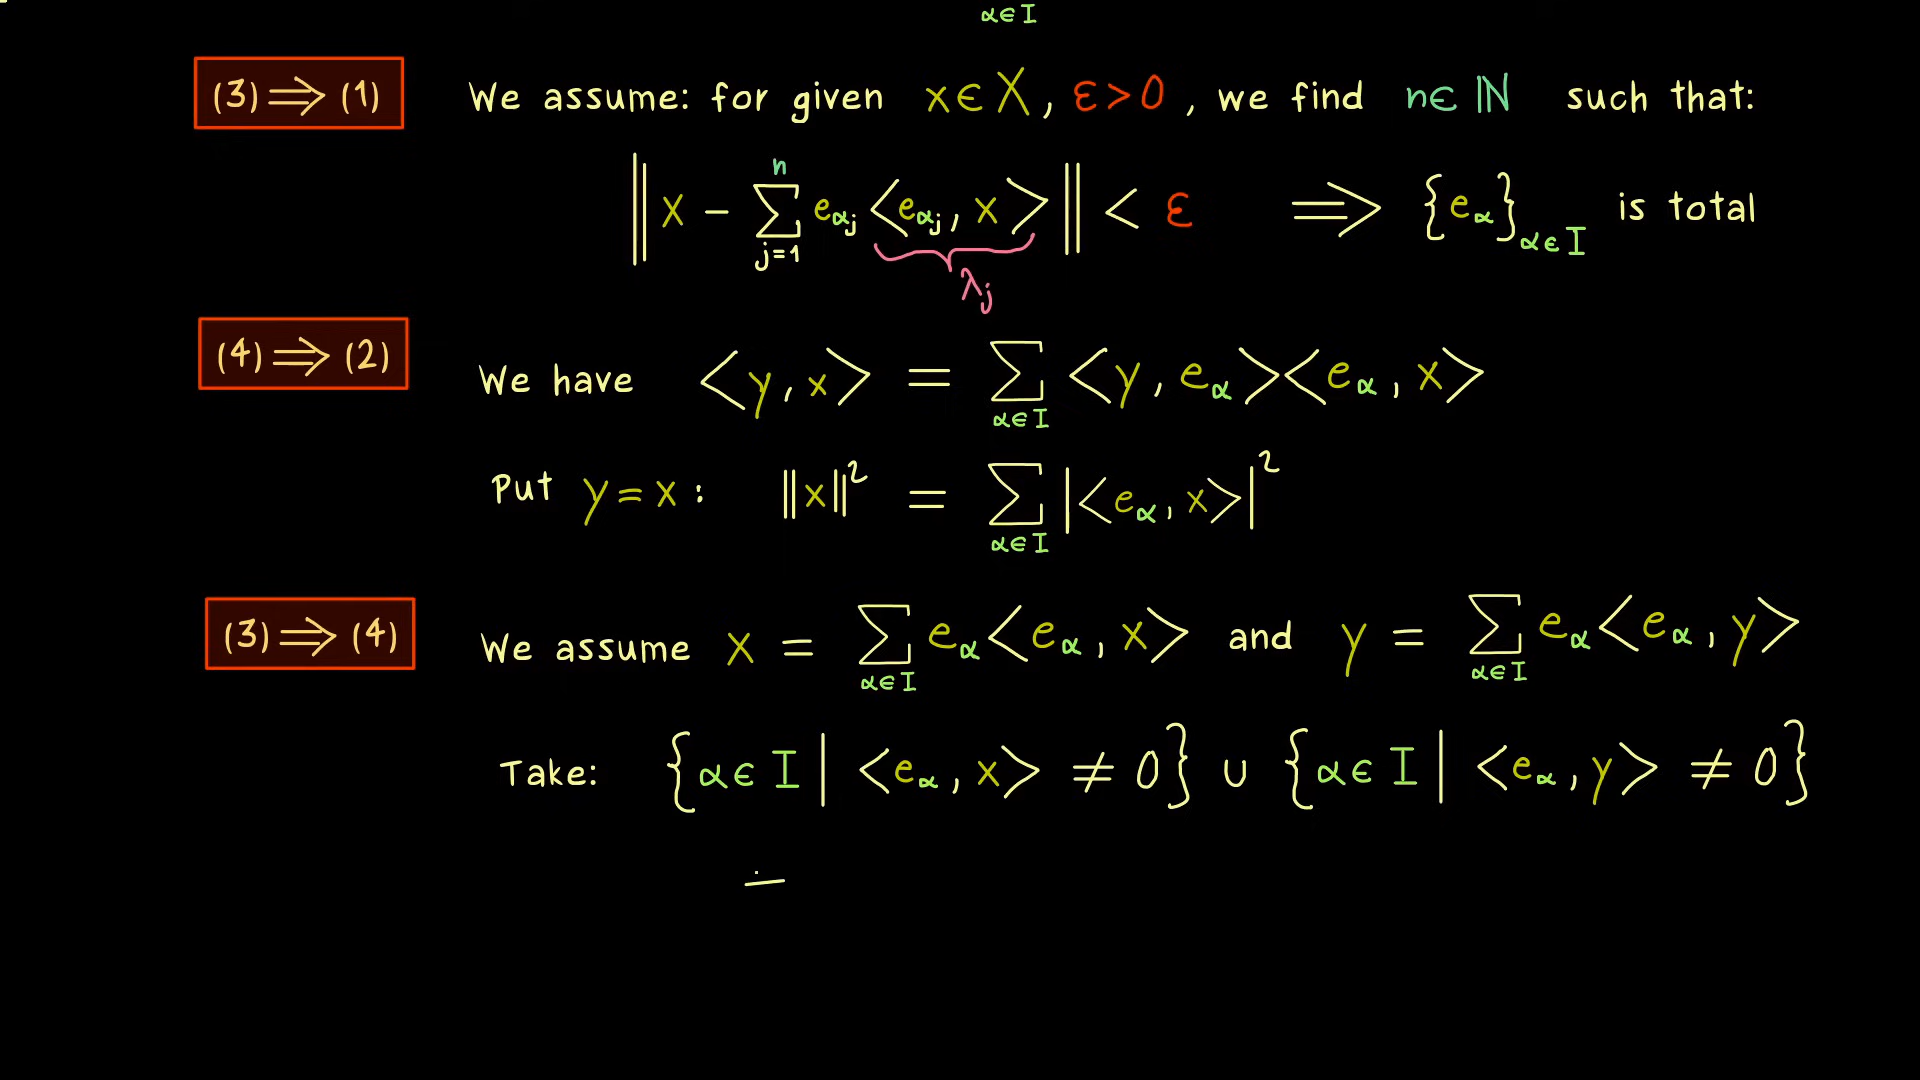 α∈I
(3) ⟹ (1) We assume: for given x∈X, ε>0, we find n∈ℕ such that:
‖x − ∑_{j=1}^{n} e_{α_j} <e_{α_j}, x>‖ < ε ⟹ {e_α}_{α∈I} is total
λ_j
(4) ⟹ (2) We have <y, x> = ∑_{α∈I} <y, e_α><e_α, x>
Put y = x: ‖x‖² = ∑_{α∈I} |<e_α, x>|²
(3) ⟹ (4) We assume x = ∑_{α∈I} e_α <e_α, x> and y = ∑_{α∈I} e_α <e_α, y>
Take: {α∈I | <e_α, x> ≠ 0} ∪ {α∈I | <e_α, y> ≠ 0}